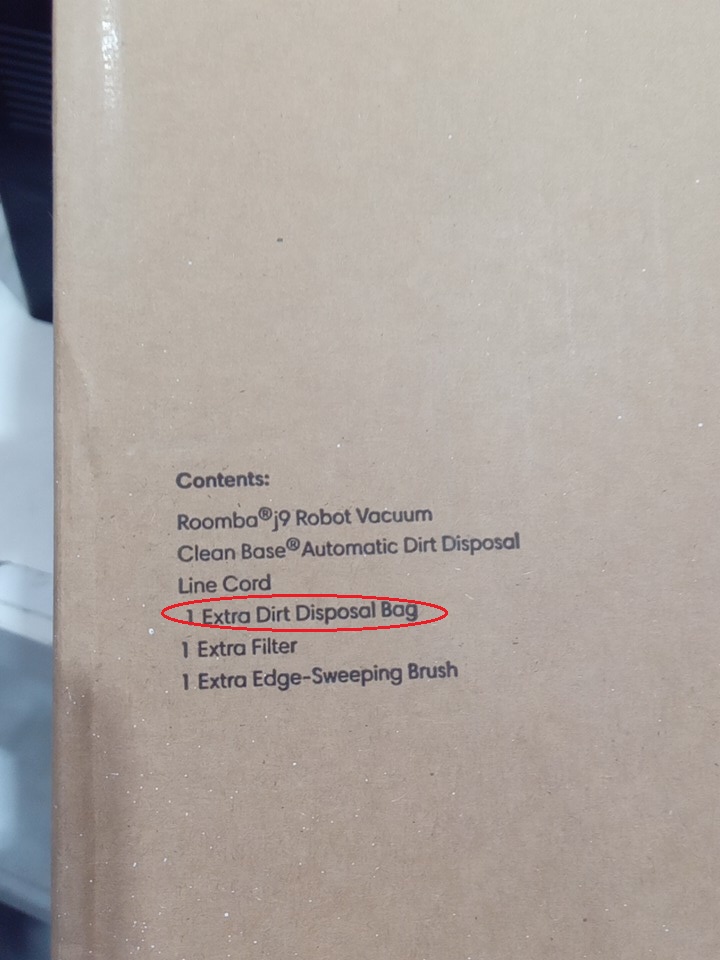 Contents:
Roomba®j9 Robot Vacuum
Clean Base®Automatic Dirt Disposal
Line Cord
1 Extra Dirt Disposal Bag
1 Extra Filter
1 Extra Edge-Sweeping Brush